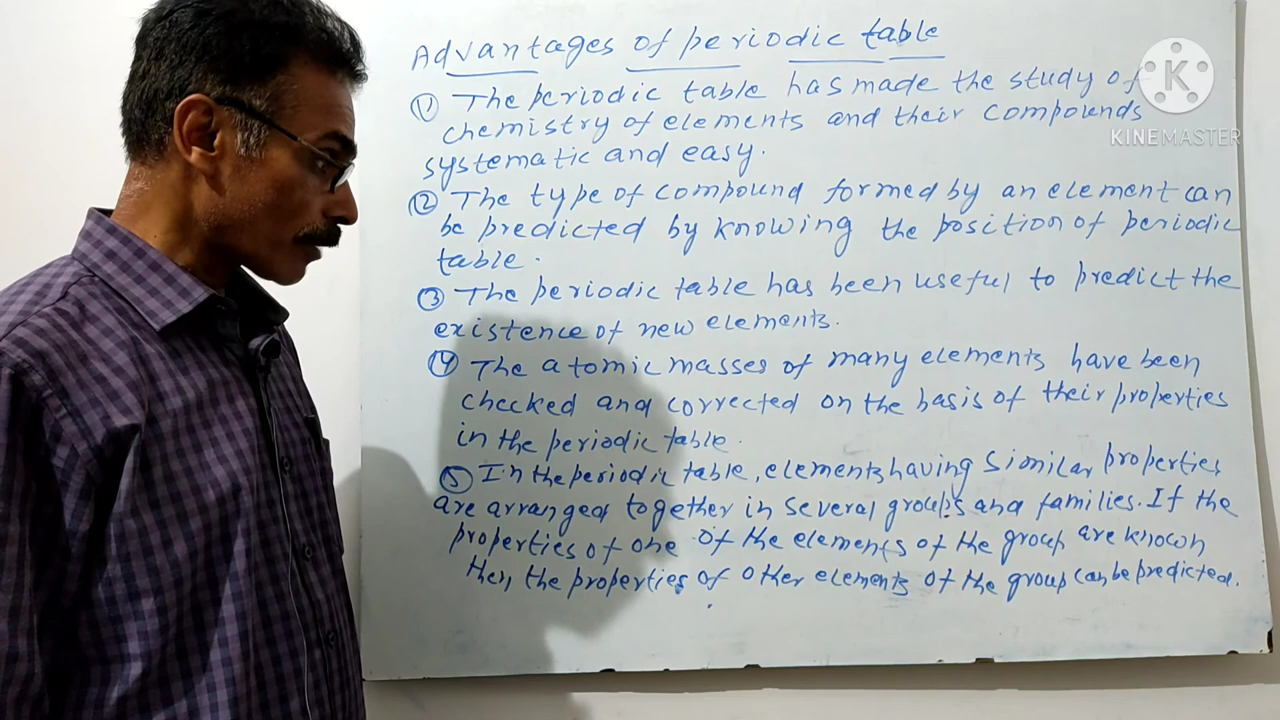 Advantages of periodic table
① The periodic table has made the study of
chemistry of elements and their compounds
systematic and easy.
② The type of compound formed by an element can
be predicted by knowing the position of periodic
table.
③ The periodic table has been useful to predict the
existence of new elements.
④ The atomic masses of many elements have been
checked and corrected on the basis of their properties
in the periodic table.
⑤ In the periodic table, elements having similar properties
are arranged together in several groups and families. If the
properties of one of the elements of the group are known
then the properties of other elements of the group can be predicted.
K
KINEMASTER